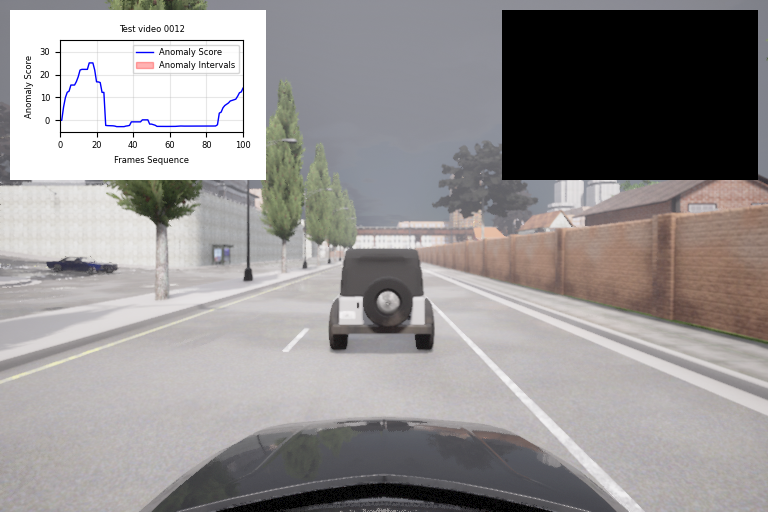 Test video 0012
Anomaly Score
Anomaly Intervals
30
20
10
0
Anomaly Score
0 20 40 60 80 100
Frames Sequence